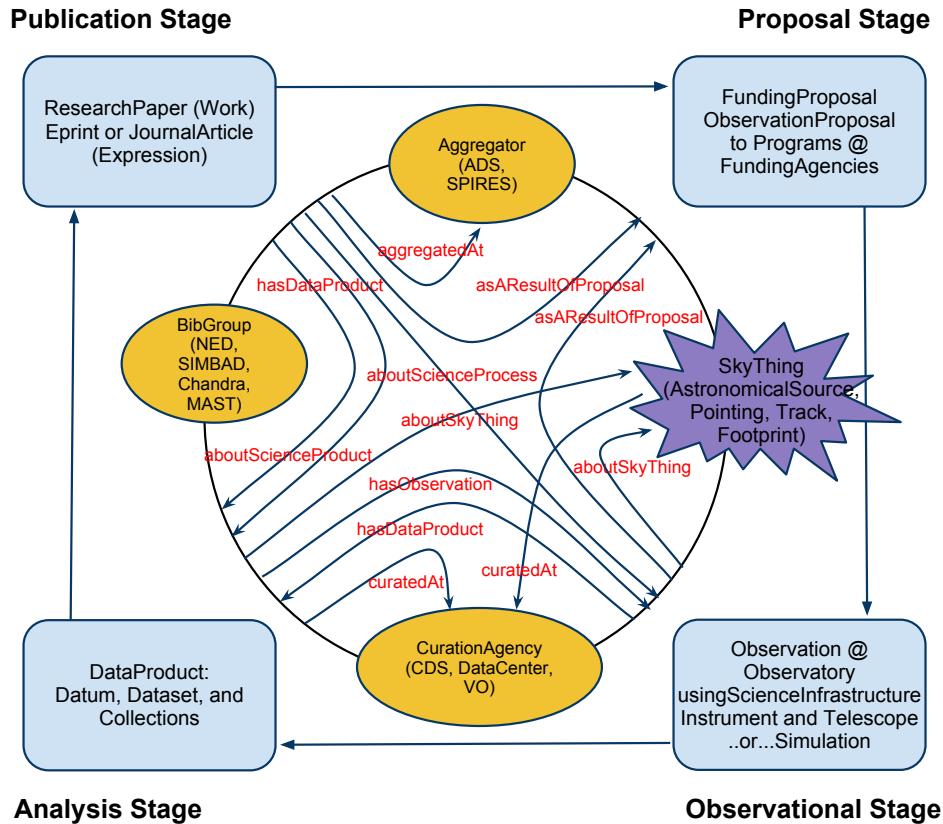 Publication Stage
Proposal Stage
ResearchPaper (Work)
Eprint or JournalArticle
(Expression)
FundingProposal
ObservationProposal
to Programs @
FundingAgencies
Aggregator
(ADS,
SPIRES)
aggregatedAt
hasDataProduct
asAResultOfProposal
asAResultOfProposal
BibGroup
(NED,
SIMBAD,
Chandra,
MAST)
SkyThing
(AstronomicalSource,
Pointing, Track,
Footprint)
aboutScienceProcess
aboutSkyThing
aboutScienceProduct
aboutSkyThing
hasObservation
hasDataProduct
curatedAt
curatedAt
CurationAgency
(CDS, DataCenter,
VO)
DataProduct:
Datum, Dataset, and
Collections
Observation @
Observatory
usingScienceInfrastructure
Instrument and Telescope
..or...Simulation
Analysis Stage
Observational Stage